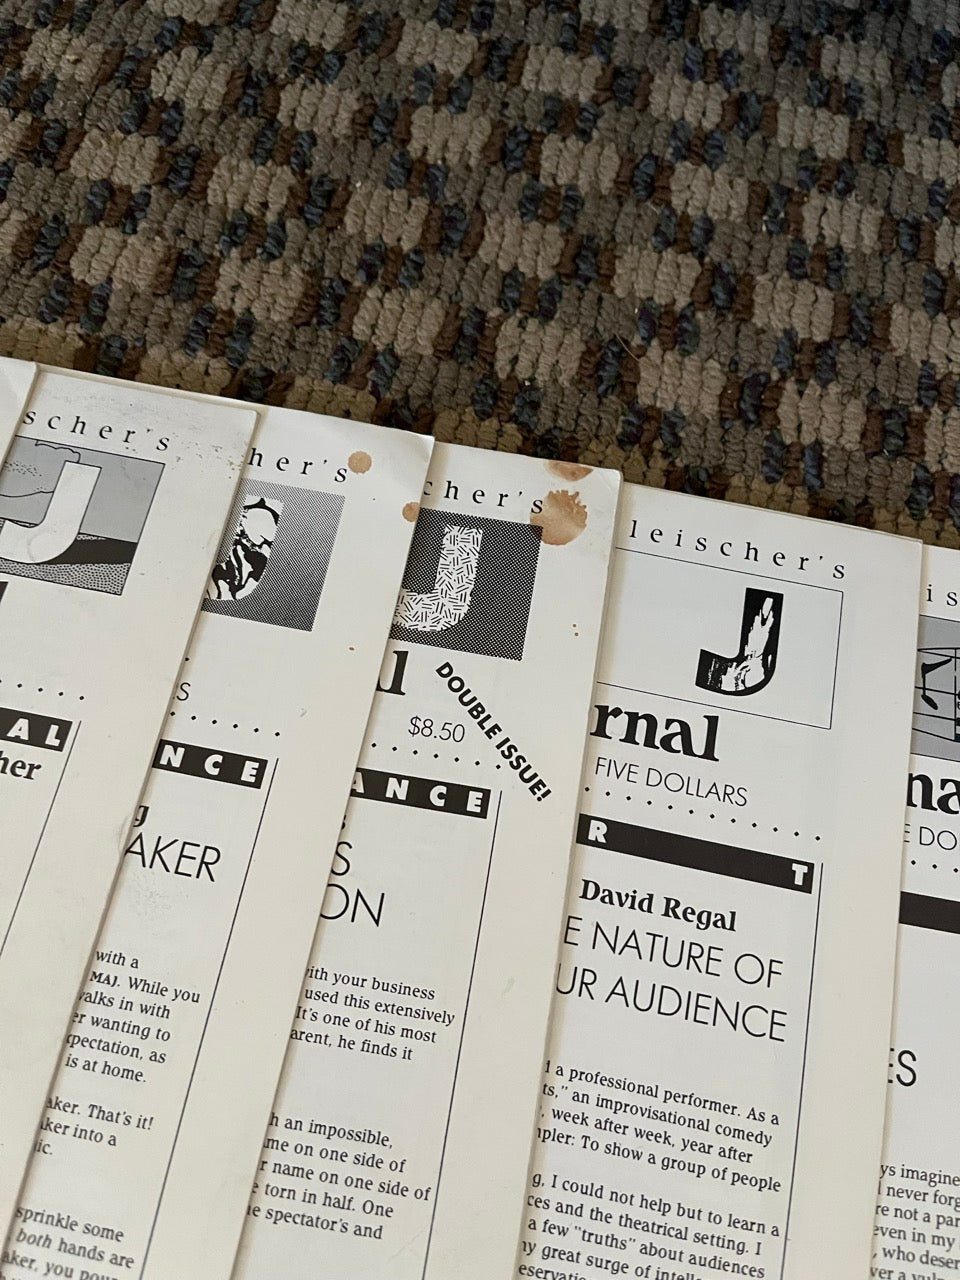 scher's
J
AL
her
her's
J
S
NCE
g
AKER
with a
MAJ. While you
walks in with
er wanting to
xpectation, as
is at home.
aker. That's it!
ker into a
ic.
sprinkle some
both hands are
aker, you pour
cher's
J
l
DOUBLE ISSUE!
$8.50
ANCE
S
ON
ith your business
used this extensively
It's one of his most
arent, he finds it
h an impossible,
me on one side of
r name on one side of
e torn in half. One
e spectator's and
leischer's
J
rnal
FIVE DOLLARS
R T
David Regal
E NATURE OF
UR AUDIENCE
d a professional performer. As a
ts," an improvisational comedy
, week after week, year after
mpler: To show a group of people
g, I could not help but to learn a
ces and the theatrical setting. I
a few "truths" about audiences
ny great surge of intell
eservatio
is
na
E DO
ES
ys imagine
never forg
re not a par
even in my
, who deser
ver a vul